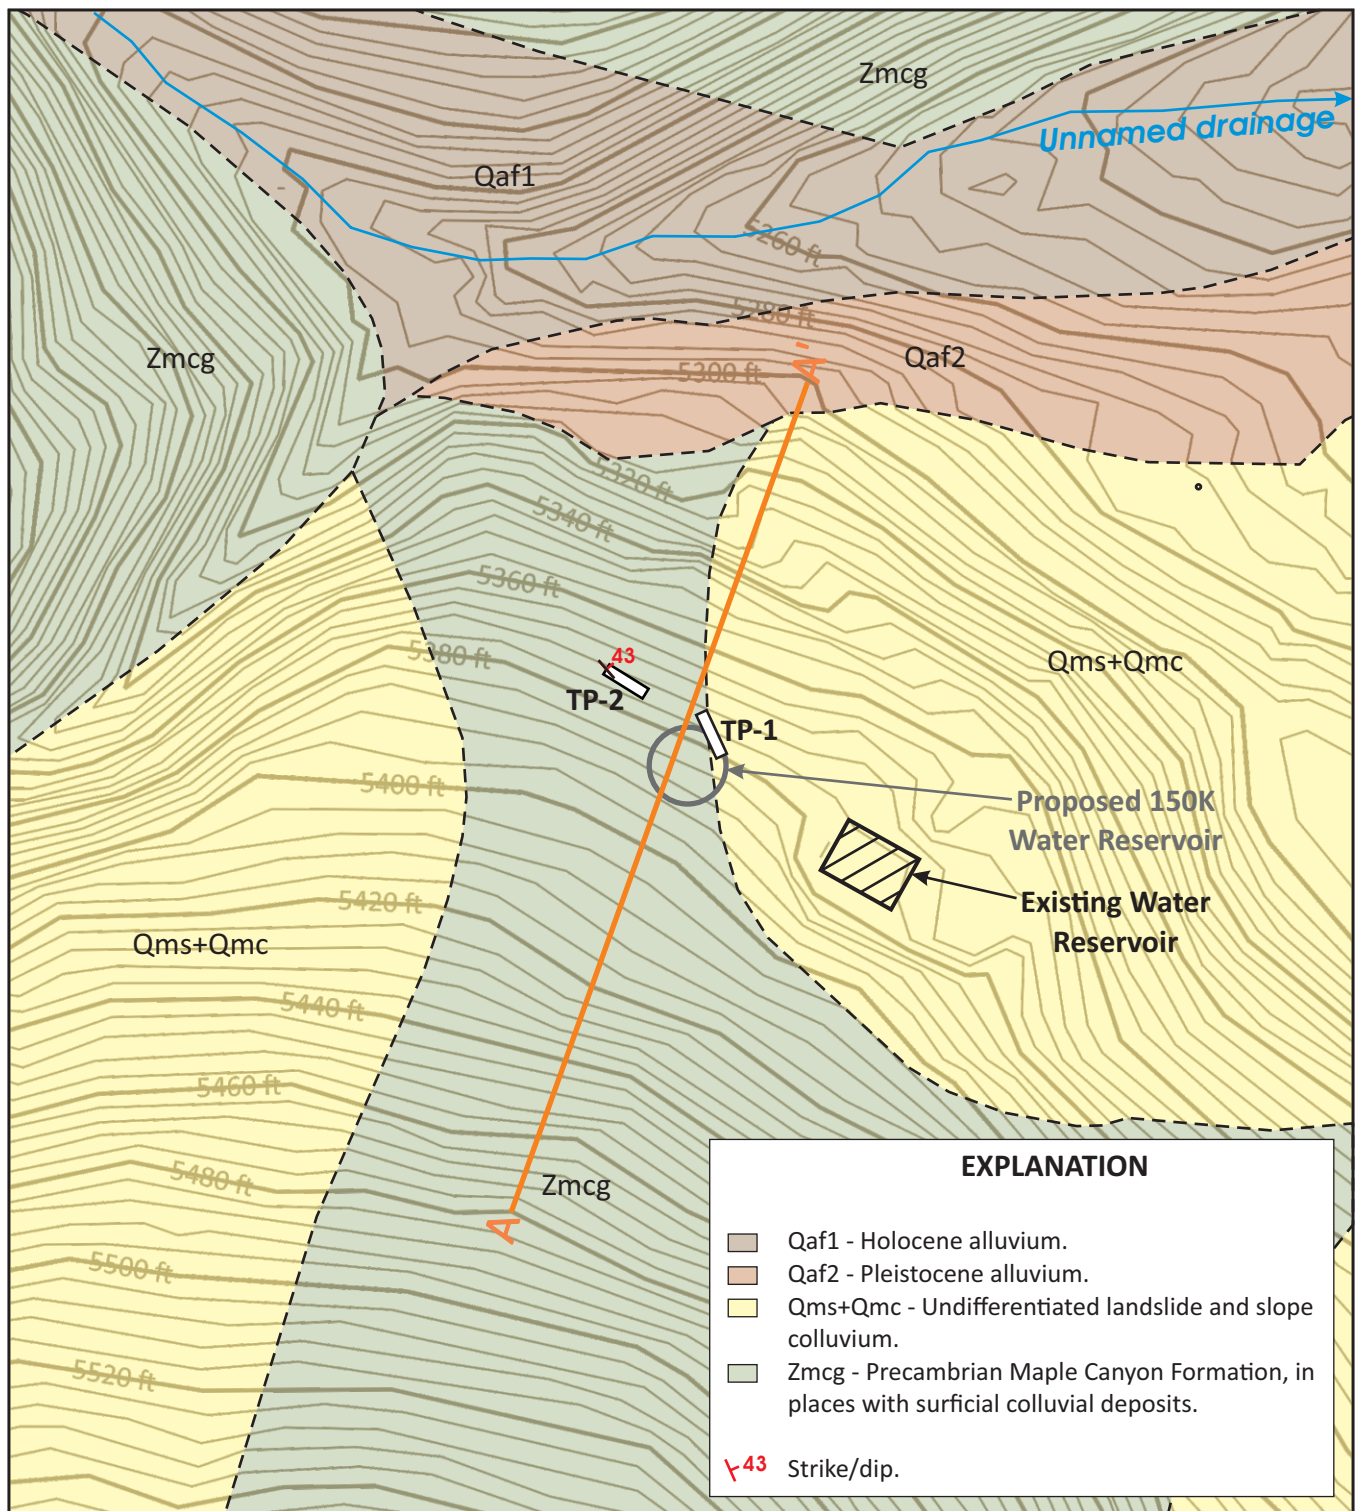 Zmcg
Unnamed drainage
Qaf1
5260 ft
5280 ft
Zmcg
A'
Qaf2
5300 ft
5320 ft
5340 ft
5360 ft
5380 ft
43
TP-2
Qms+Qmc
TP-1
5400 ft
Proposed 150K
Water Reservoir
5420 ft
Existing Water
Reservoir
Qms+Qmc
5440 ft
5460 ft
5480 ft
Zmcg
A
5500 ft
5520 ft
EXPLANATION
Qaf1 - Holocene alluvium.
Qaf2 - Pleistocene alluvium.
Qms+Qmc - Undifferentiated landslide and slope
colluvium.
Zmcg - Precambrian Maple Canyon Formation, in
places with surficial colluvial deposits.
43 Strike/dip.